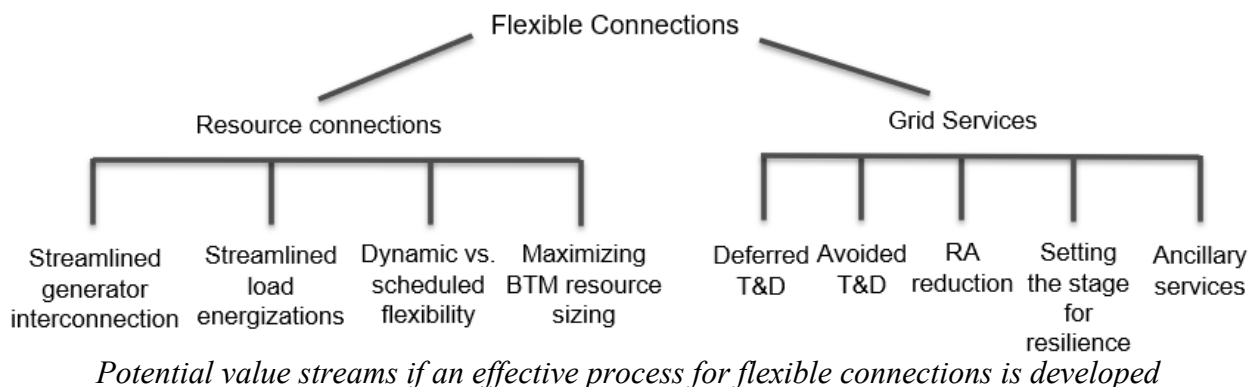 Flexible Connections
Resource connections
Grid Services
Streamlined
generator
interconnection
Streamlined
load
energizations
Dynamic vs.
scheduled
flexibility
Maximizing
BTM resource
sizing
Deferred
T&D
Avoided
T&D
RA
reduction
Setting
the stage
for
resilience
Ancillary
services
Potential value streams if an effective process for flexible connections is developed